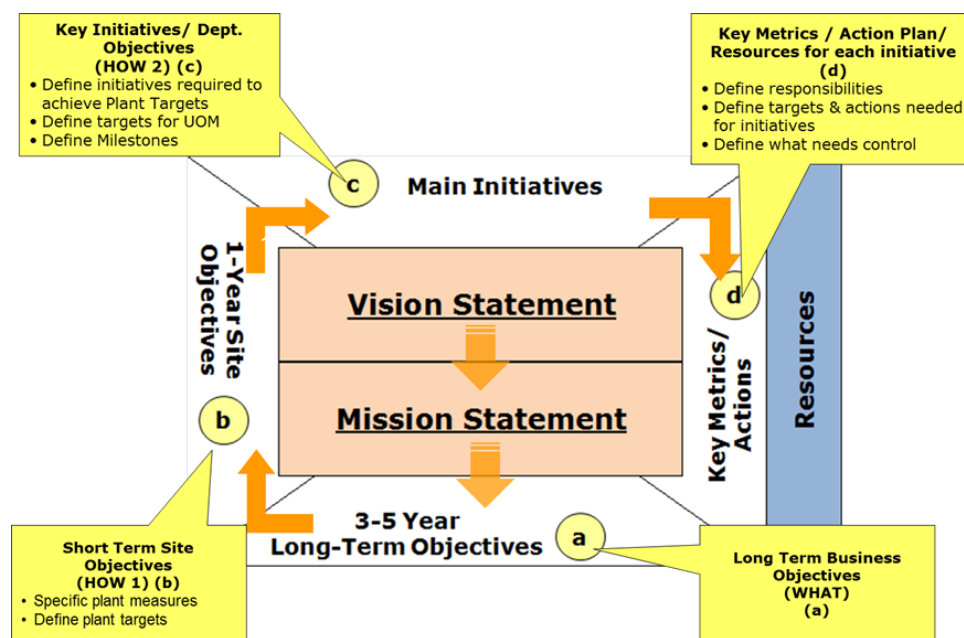 Key Initiatives/ Dept.
Objectives
(HOW 2) (c)
• Define initiatives required to
achieve Plant Targets
• Define targets for UOM
• Define Milestones
Key Metrics / Action Plan/
Resources for each initiative
(d)
• Define responsibilities
• Define targets & actions needed
for initiatives
• Define what needs control
c
Main Initiatives
1-Year Site
Objectives
Vision Statement
d
Resources
Mission Statement
Key Metrics/
Actions
b
3-5 Year
Long-Term Objectives
a
Short Term Site
Objectives
(HOW 1) (b)
• Specific plant measures
• Define plant targets
Long Term Business
Objectives
(WHAT)
(a)